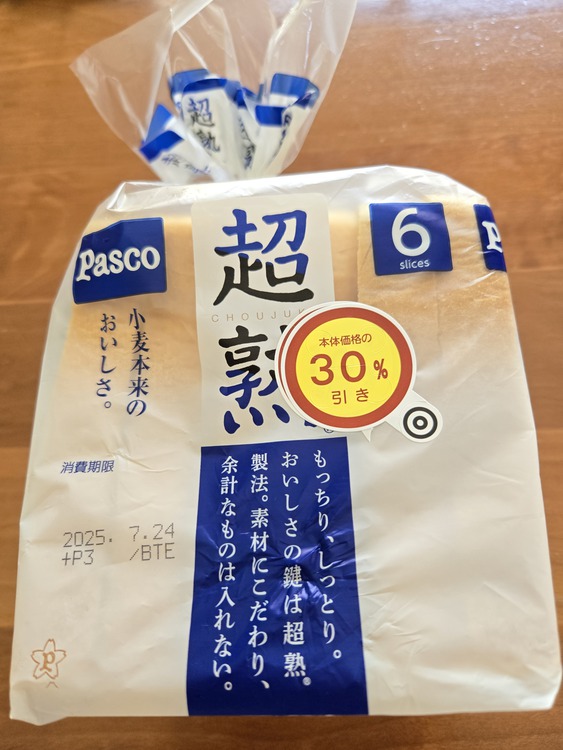 超熟
Pasco
超
CHOUJUKU
熟
6
slices
小麦本来の
おいしさ。
本体価格の
30%
引き
消費期限
2025. 7.24
+P3 /BTE
もっちり、しっとり。
おいしさの鍵は超熟®
製法。素材にこだわり、
余計なものは入れない。
P